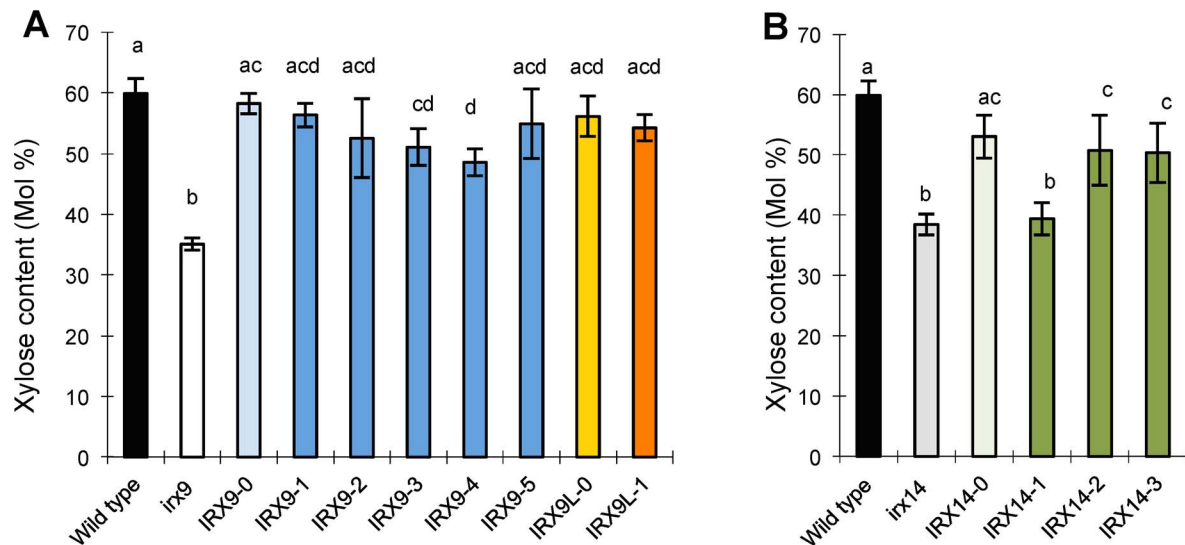 A
Xylose content (Mol %)
70
60
50
40
30
20
10
0
a
b
ac
acd
acd
cd
d
acd
acd
acd
Wild type
irx9
IRX9-0
IRX9-1
IRX9-2
IRX9-3
IRX9-4
IRX9-5
IRX9L-0
IRX9L-1
B
Xylose content (Mol %)
70
60
50
40
30
20
10
0
a
b
ac
b
c
c
Wild type
irx14
IRX14-0
IRX14-1
IRX14-2
IRX14-3